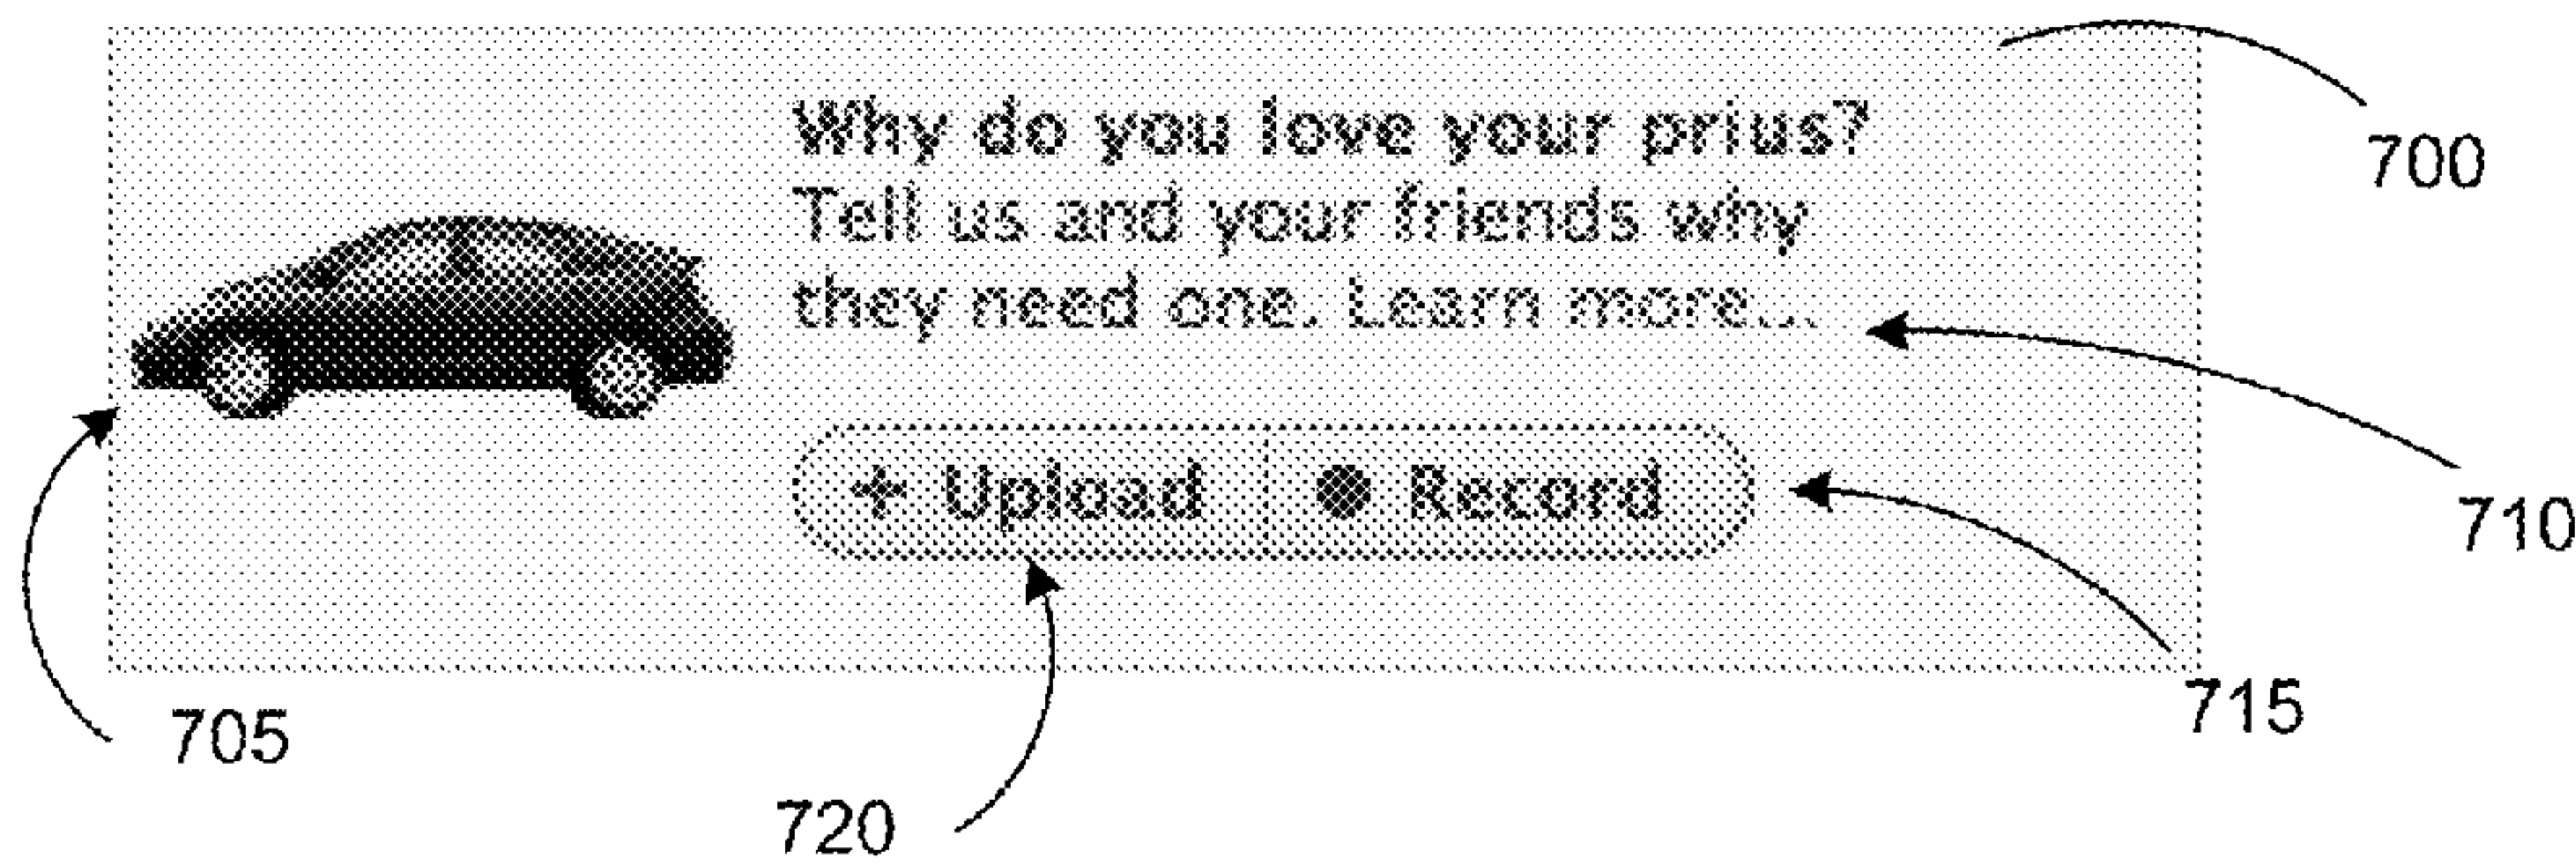 Why do you love your prius?
700
Tell us and your friends why
they need one. Learn more...
+ Upload ● Record
710
715
705
720